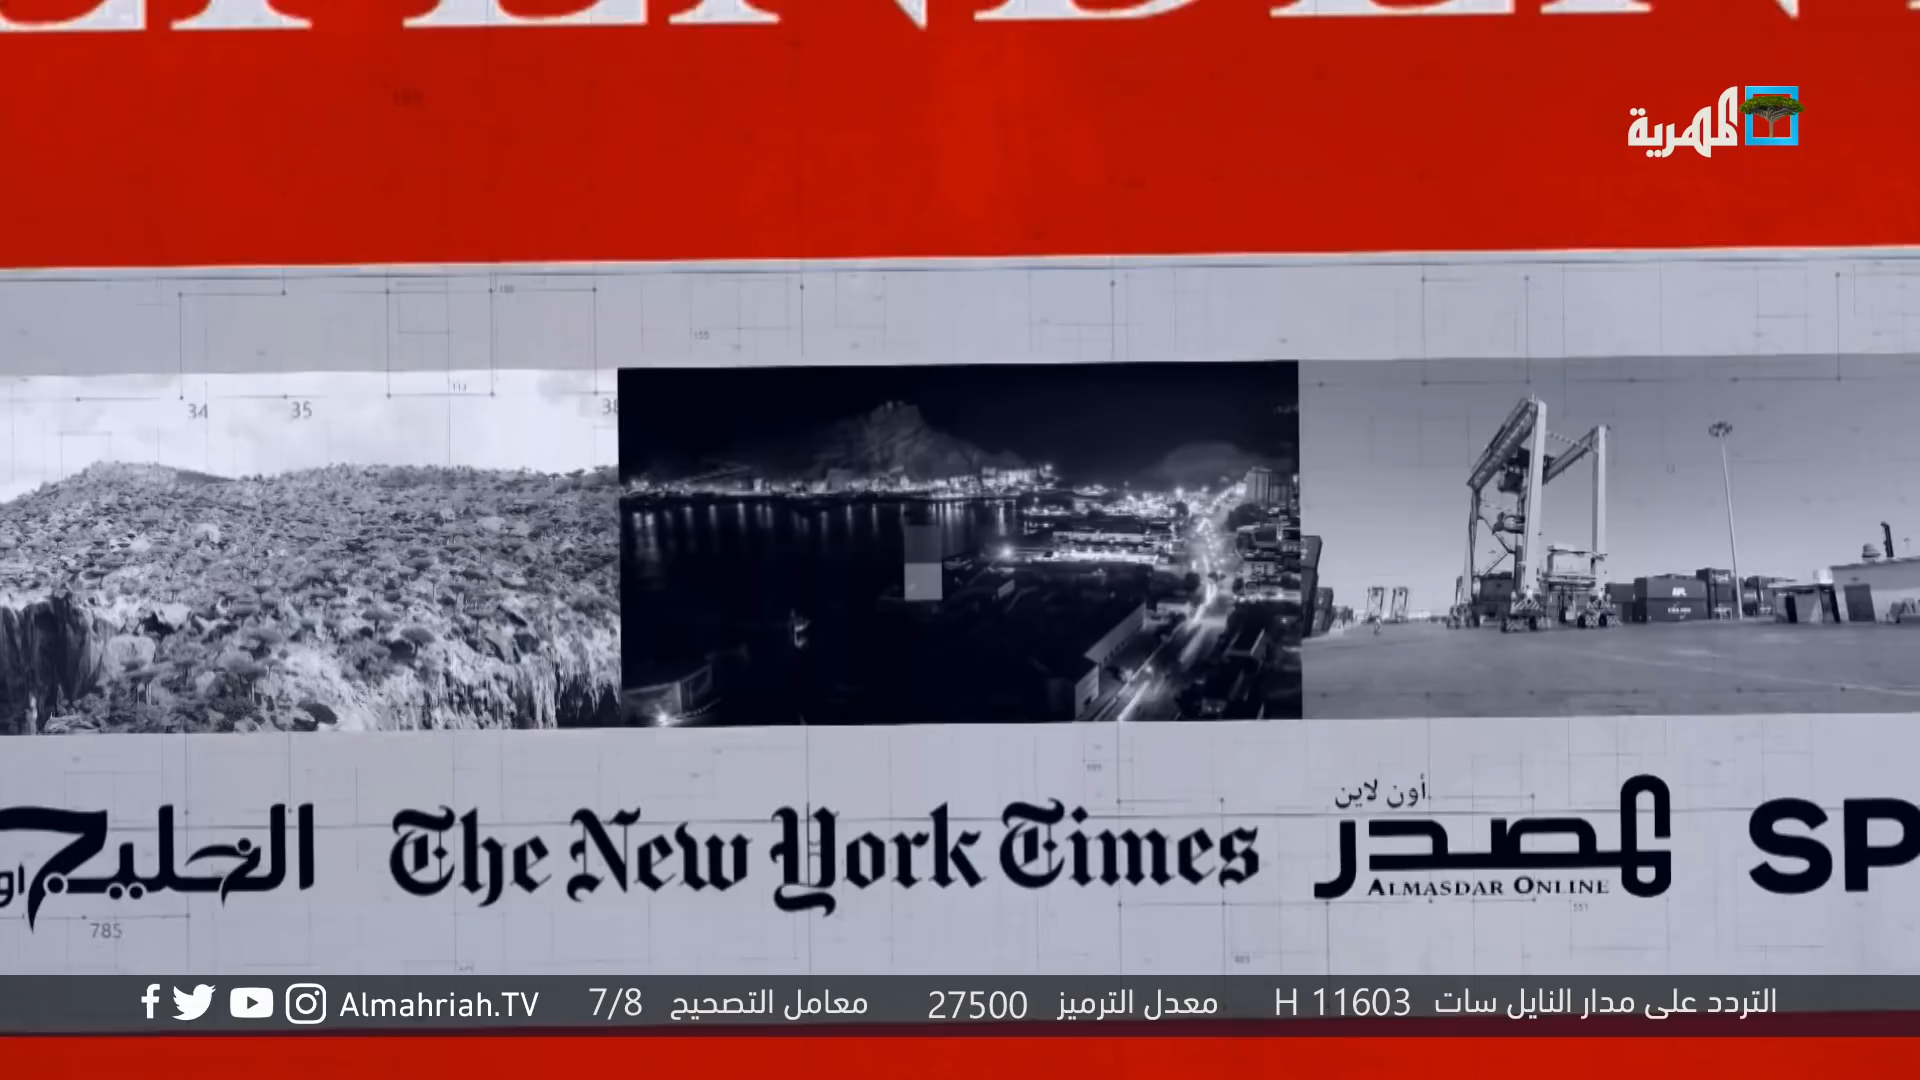 المهرية
34 35
الخليج
The New York Times
أون لاين
المصدر
ALMASDAR ONLINE
SP
785
التردد على مدار النايل سات 11603 H معدل الترميز 27500 معامل التصحيح 7/8 Almahriah.TV